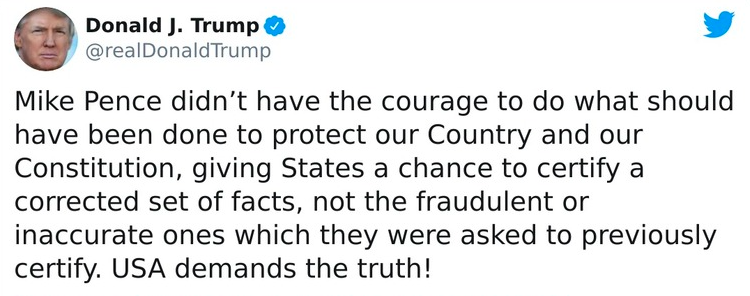 Donald J. Trump
@realDonaldTrump
Mike Pence didn’t have the courage to do what should
have been done to protect our Country and our
Constitution, giving States a chance to certify a
corrected set of facts, not the fraudulent or
inaccurate ones which they were asked to previously
certify. USA demands the truth!